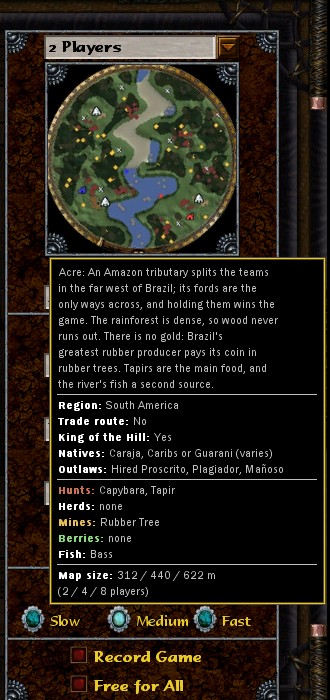 2 Players
Acre: An Amazon tributary splits the teams
in the far west of Brazil; its fords are the
only ways across, and holding them wins the
game. The rainforest is dense, so wood never
runs out. There is no gold: Brazil's
greatest rubber producer pays its coin in
rubber trees. Tapirs are the main food, and
the river's fish a second source.
Region: South America
Trade route: No
King of the Hill: Yes
Natives: Caraja, Caribs or Guarani (varies)
Outlaws: Hired Proscrito, Plagiador, Mañoso
Hunts: Capybara, Tapir
Herds: none
Mines: Rubber Tree
Berries: none
Fish: Bass
Map size: 312 / 440 / 622 m
(2 / 4 / 8 players)
Slow Medium Fast
Record Game
Free for All